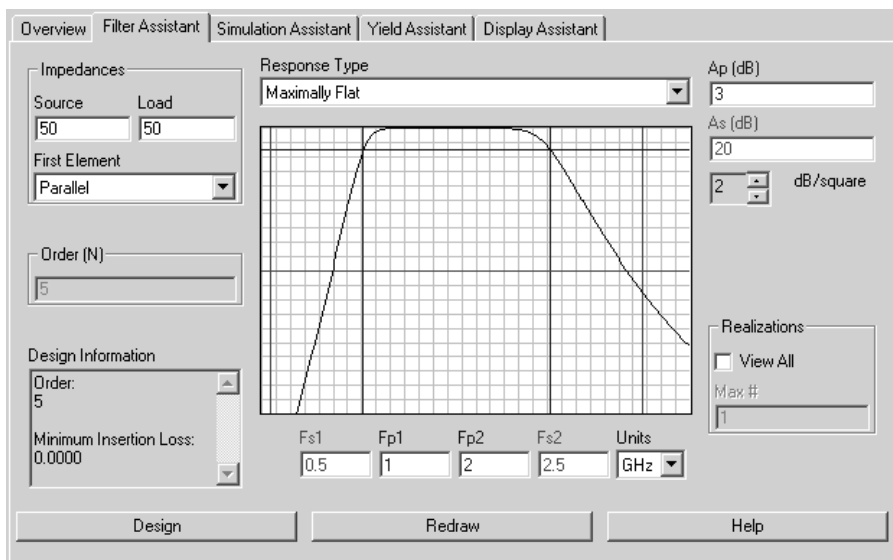 Overview Filter Assistant Simulation Assistant Yield Assistant Display Assistant
Impedances
Source Load
50 50
First Element
Parallel
Order (N)
5
Design Information
Order:
5
Minimum Insertion Loss:
0.0000
Response Type
Maximally Flat
Fs1 Fp1 Fp2 Fs2 Units
0.5 1 2 2.5 GHz
Ap (dB)
3
As (dB)
20
2 dB/square
Realizations
View All
Max #
1
Design Redraw Help